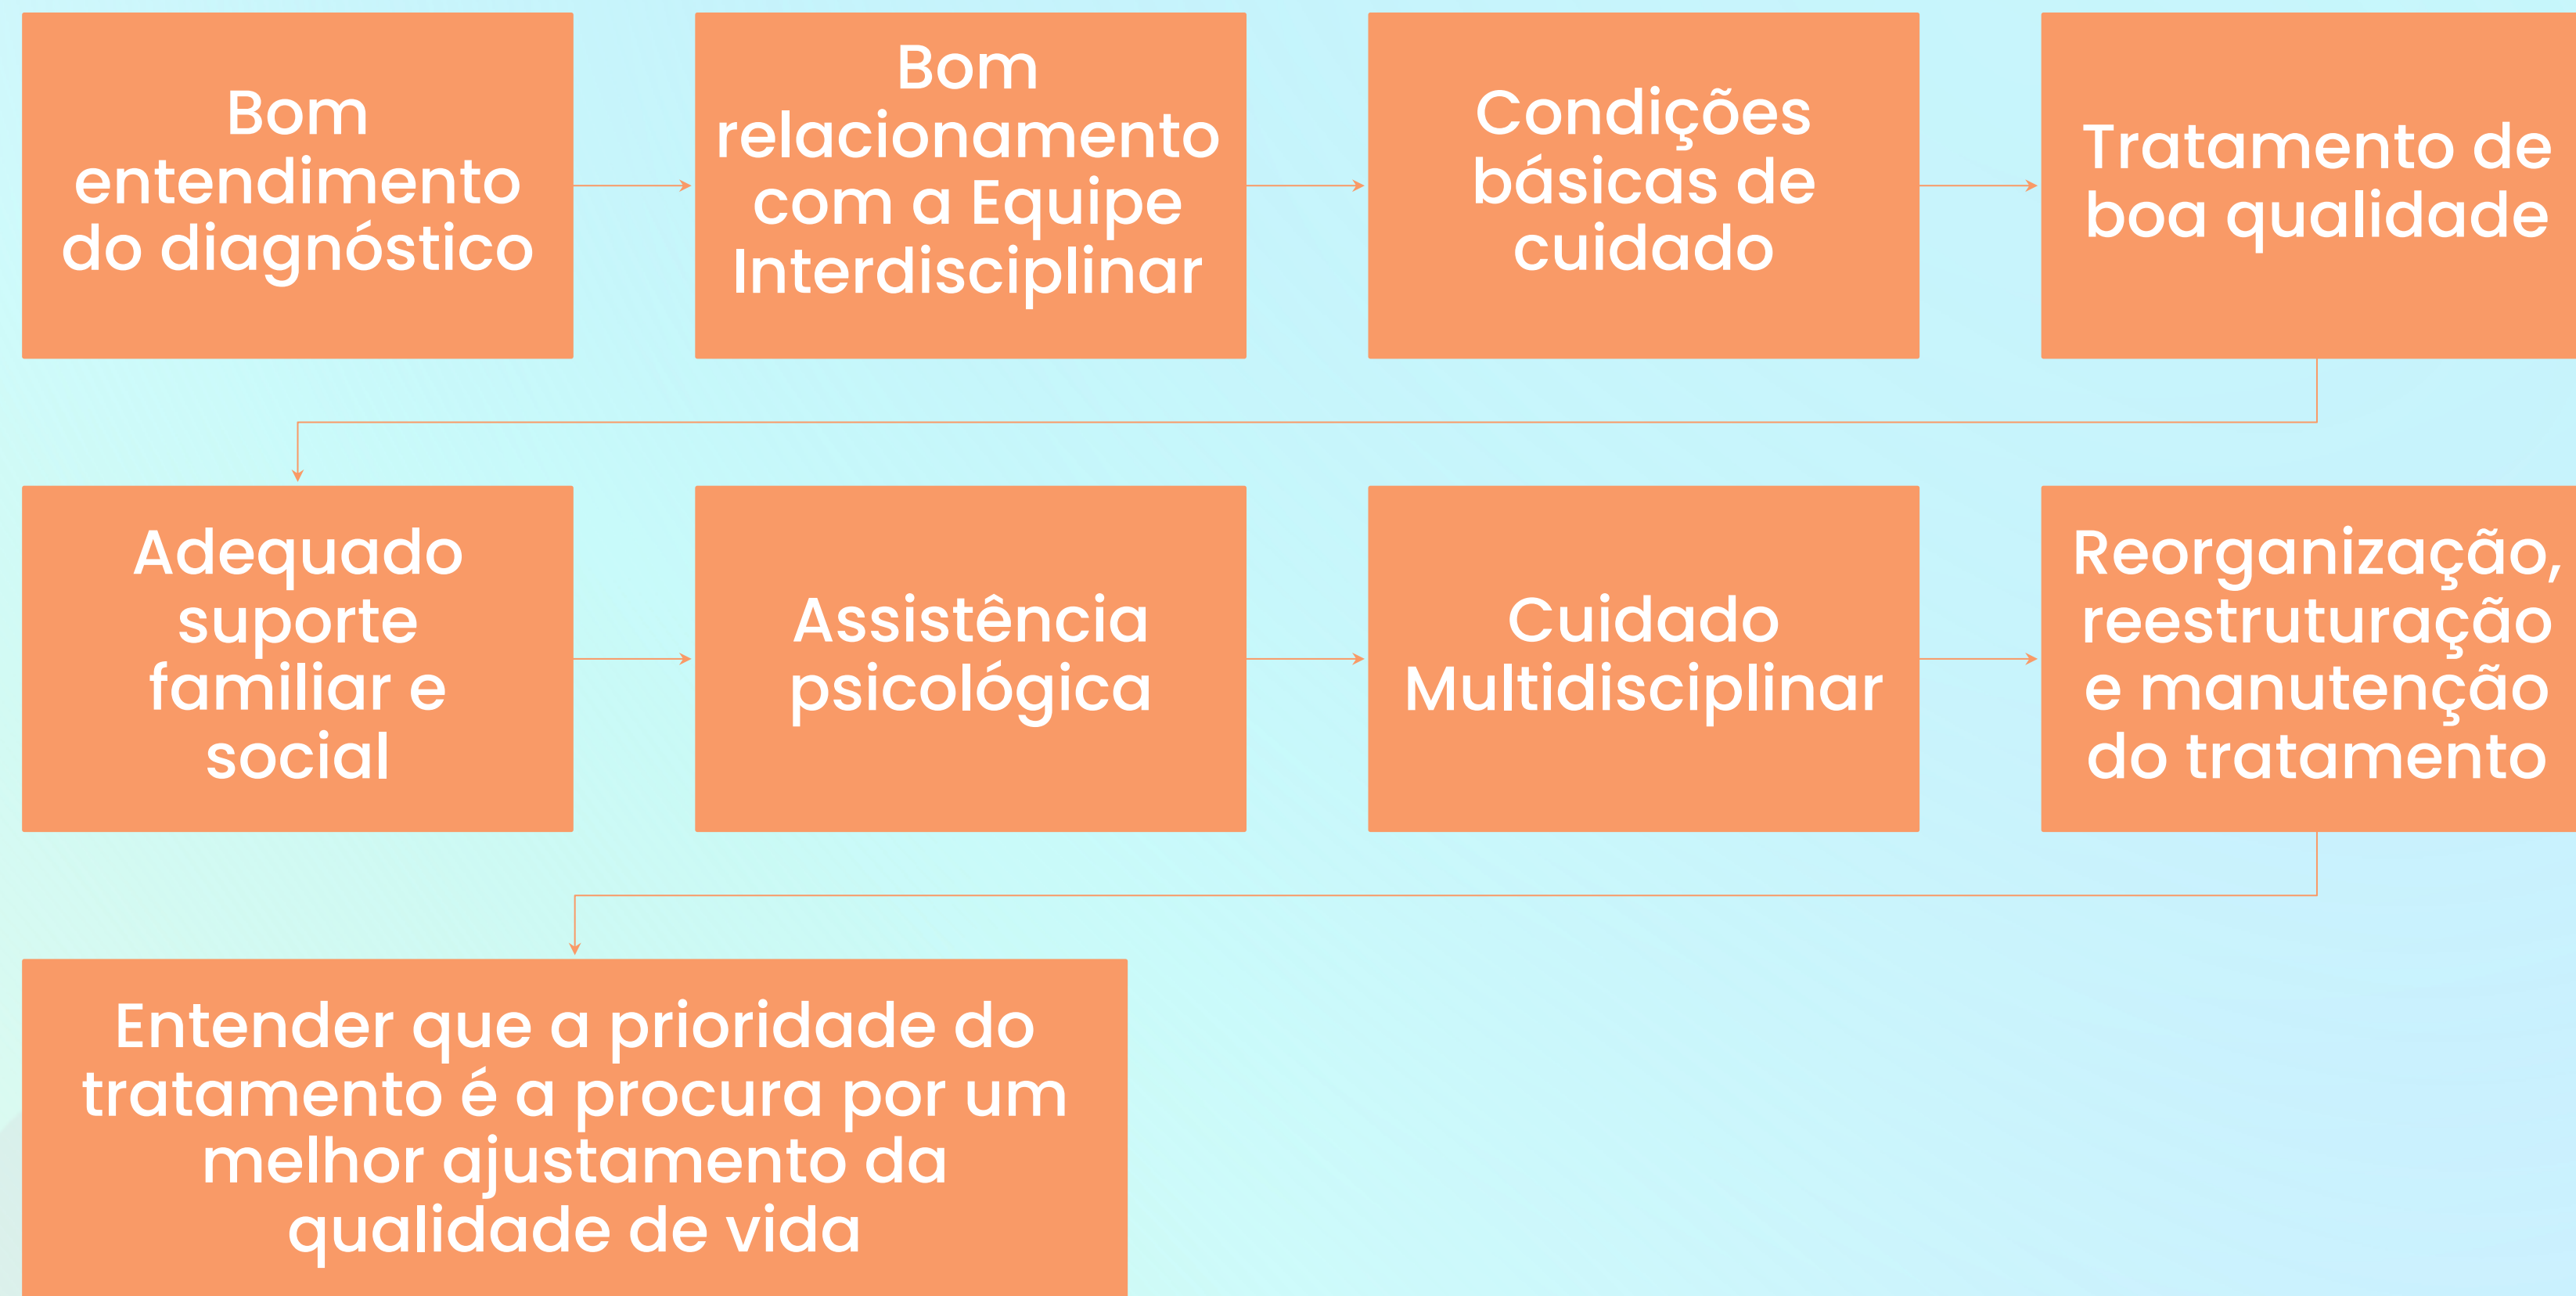 Bom
entendimento
do diagnóstico
Bom
relacionamento
com a Equipe
Interdisciplinar
Condições
básicas de
cuidado
Tratamento de
boa qualidade
Adequado
suporte
familiar e
social
Assistência
psicológica
Cuidado
Multidisciplinar
Reorganização,
reestruturação
e manutenção
do tratamento
Entender que a prioridade do
tratamento é a procura por um
melhor ajustamento da
qualidade de vida